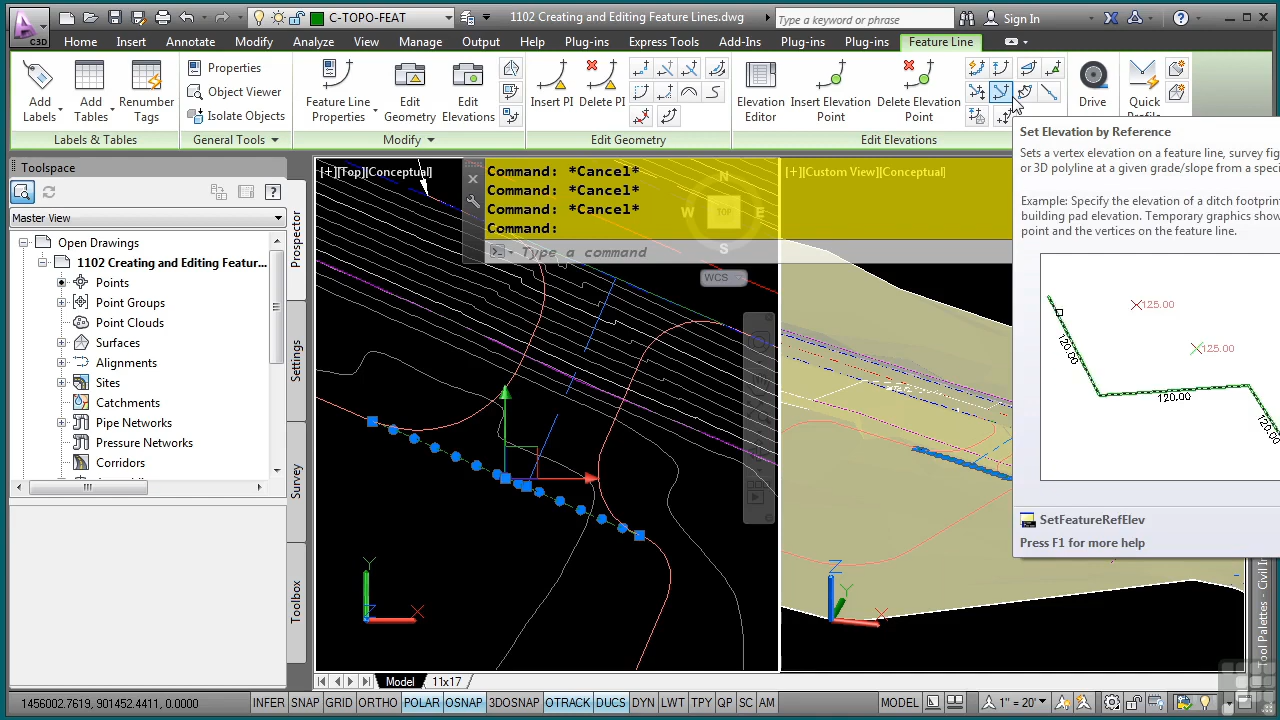 C-TOPO-FEAT
1102 Creating and Editing Feature Lines.dwg
Type a keyword or phrase
Sign In
C3D
Home Insert Annotate Modify Analyze View Manage Output Help Plug-ins Express Tools Add-Ins Plug-ins Plug-ins Feature Line
Add Labels
Add Tables
Renumber Tags
Properties
Object Viewer
Isolate Objects
Feature Line Properties
Edit Geometry
Edit Elevations
Insert PI
Delete PI
Elevation Editor
Insert Elevation Point
Delete Elevation Point
Drive
Quick Profile
Labels & Tables
General Tools
Modify
Edit Geometry
Edit Elevations
Set Elevation by Reference
Sets a vertex elevation on a feature line, survey fig
or 3D polyline at a given grade/slope from a speci
Example: Specify the elevation of a ditch footprint
building pad elevation. Temporary graphics show
point and the vertices on the feature line.
125.00
125.00
120.00
120.00
120.00
SetFeatureRefElev
Press F1 for more help
Toolspace
Master View
Open Drawings
1102 Creating and Editing Featur...
Points
Point Groups
Point Clouds
Surfaces
Alignments
Sites
Catchments
Pipe Networks
Pressure Networks
Corridors
Prospector
Settings
Survey
Toolbox
[+][Top][Conceptual]
Command: *Cancel*
Command: *Cancel*
Command: *Cancel*
Command:
Type a command
N
W TOP E
S
WCS
[+][Custom View][Conceptual]
Y
Z
X
Z
Y
X
Tool Palettes - Civil Im
Model 11x17
1456002.7619, 901452.4411, 0.0000
INFER SNAP GRID ORTHO POLAR OSNAP 3DOSNAP OTRACK DUCS DYN LWT TPY QP SC AM
MODEL
1" = 20'